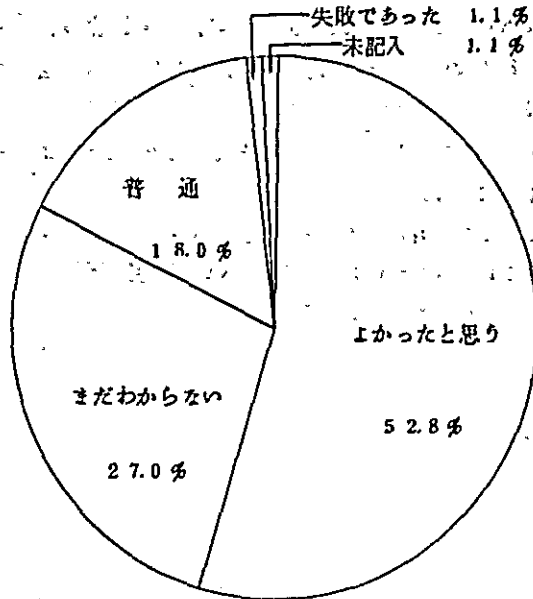 失敗であった 1.1%
未記入 1.1%
普通
18.0%
よかったと思う
52.8%
まだわからない
27.0%